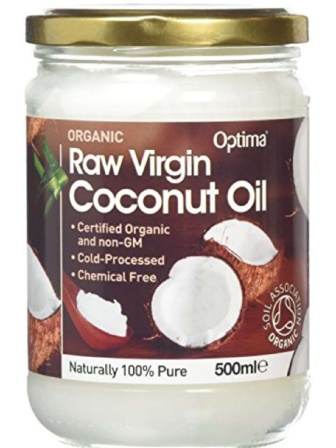 ORGANIC
Optima®
Raw Virgin
Coconut Oil
• Certified Organic
and non-GM
• Cold-Processed
• Chemical Free
SOIL ASSOCIATION
ORGANIC
Naturally 100% Pure
500ml℮